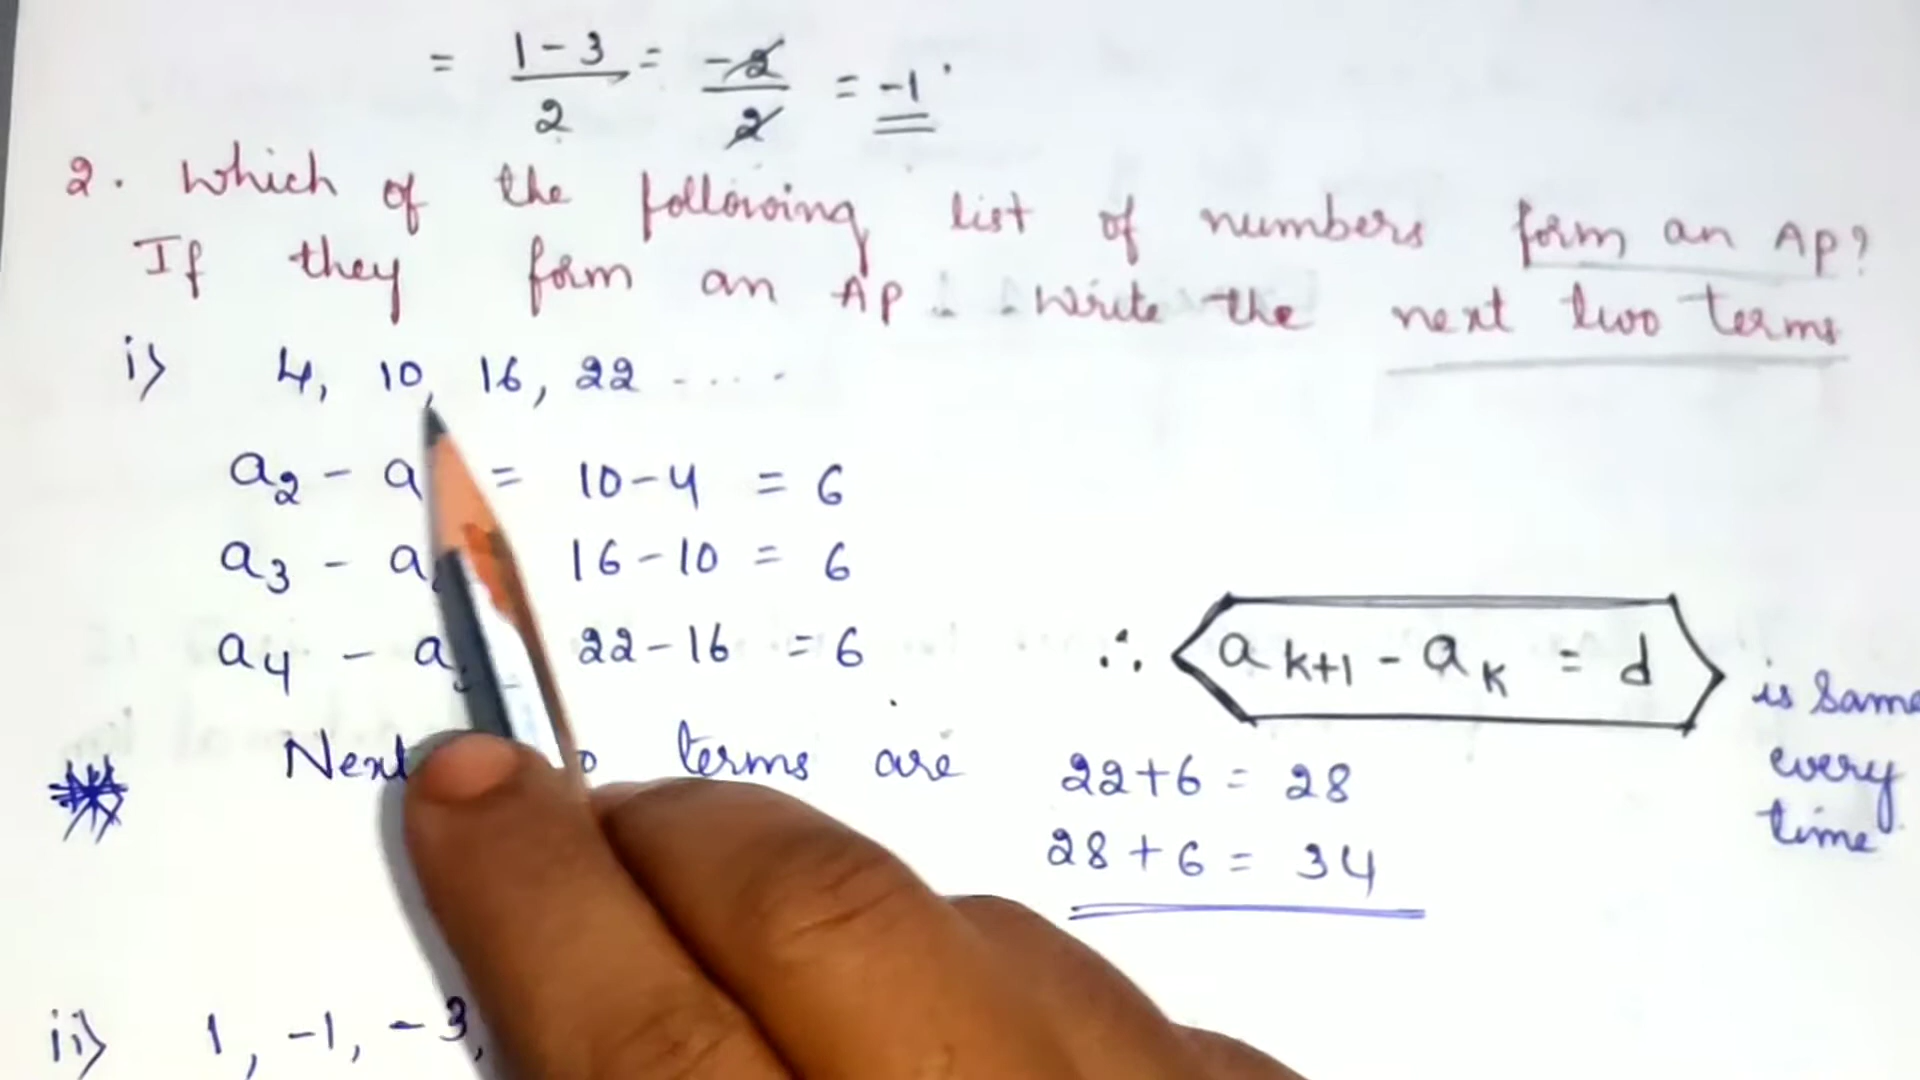 = 1-3/2 = -2/2 = -1.
2. Which of the following list of numbers form an AP?
If they form an AP. Write the next two terms
i> 4, 10, 16, 22 ....
a2 - a = 10-4 = 6
a3 - a 16-10 = 6
a4 - a 22-16 = 6
∴ ak+1 - ak = d is same every time
Next terms are 22+6 = 28
28+6 = 34
ii> 1, -1, -3,